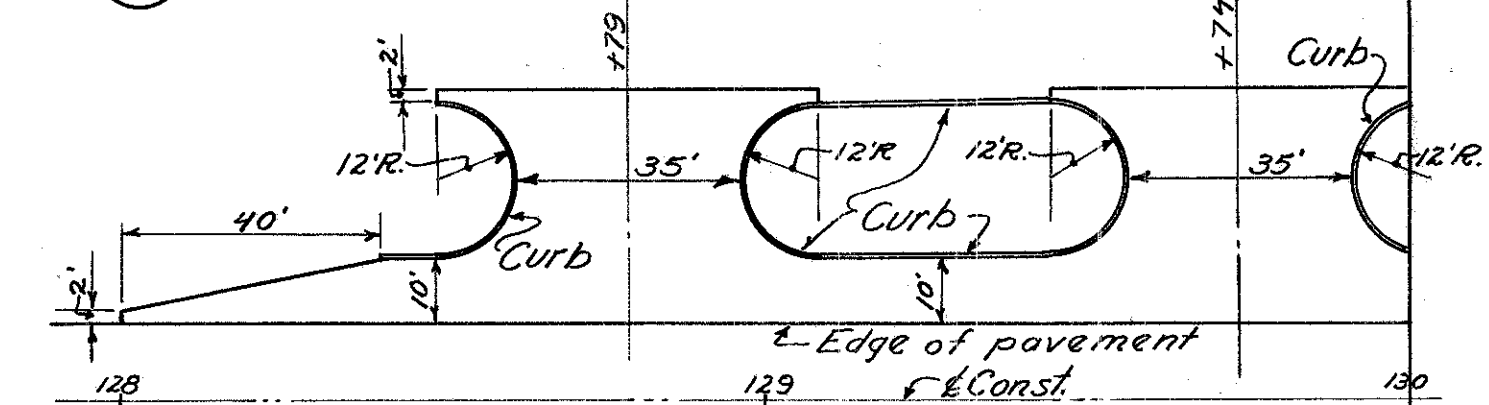 +79
+74
2'
Curb
12'R.
35'
12'R
12'R.
35'
12'R.
40'
Curb
Curb
2'
10'
10'
Edge of pavement
128
129
℄ Const.
130